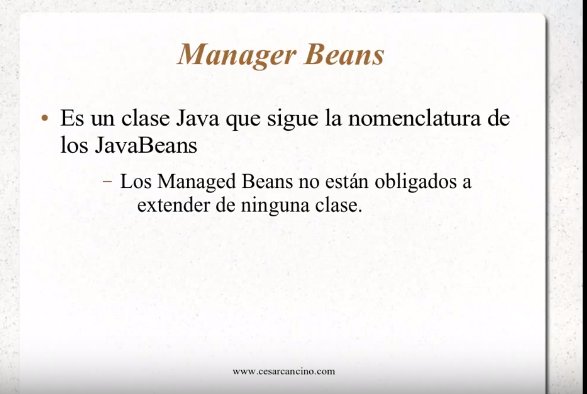 Manager Beans
• Es un clase Java que sigue la nomenclatura de
los JavaBeans
– Los Managed Beans no están obligados a
extender de ninguna clase.
www.cesarcancino.com